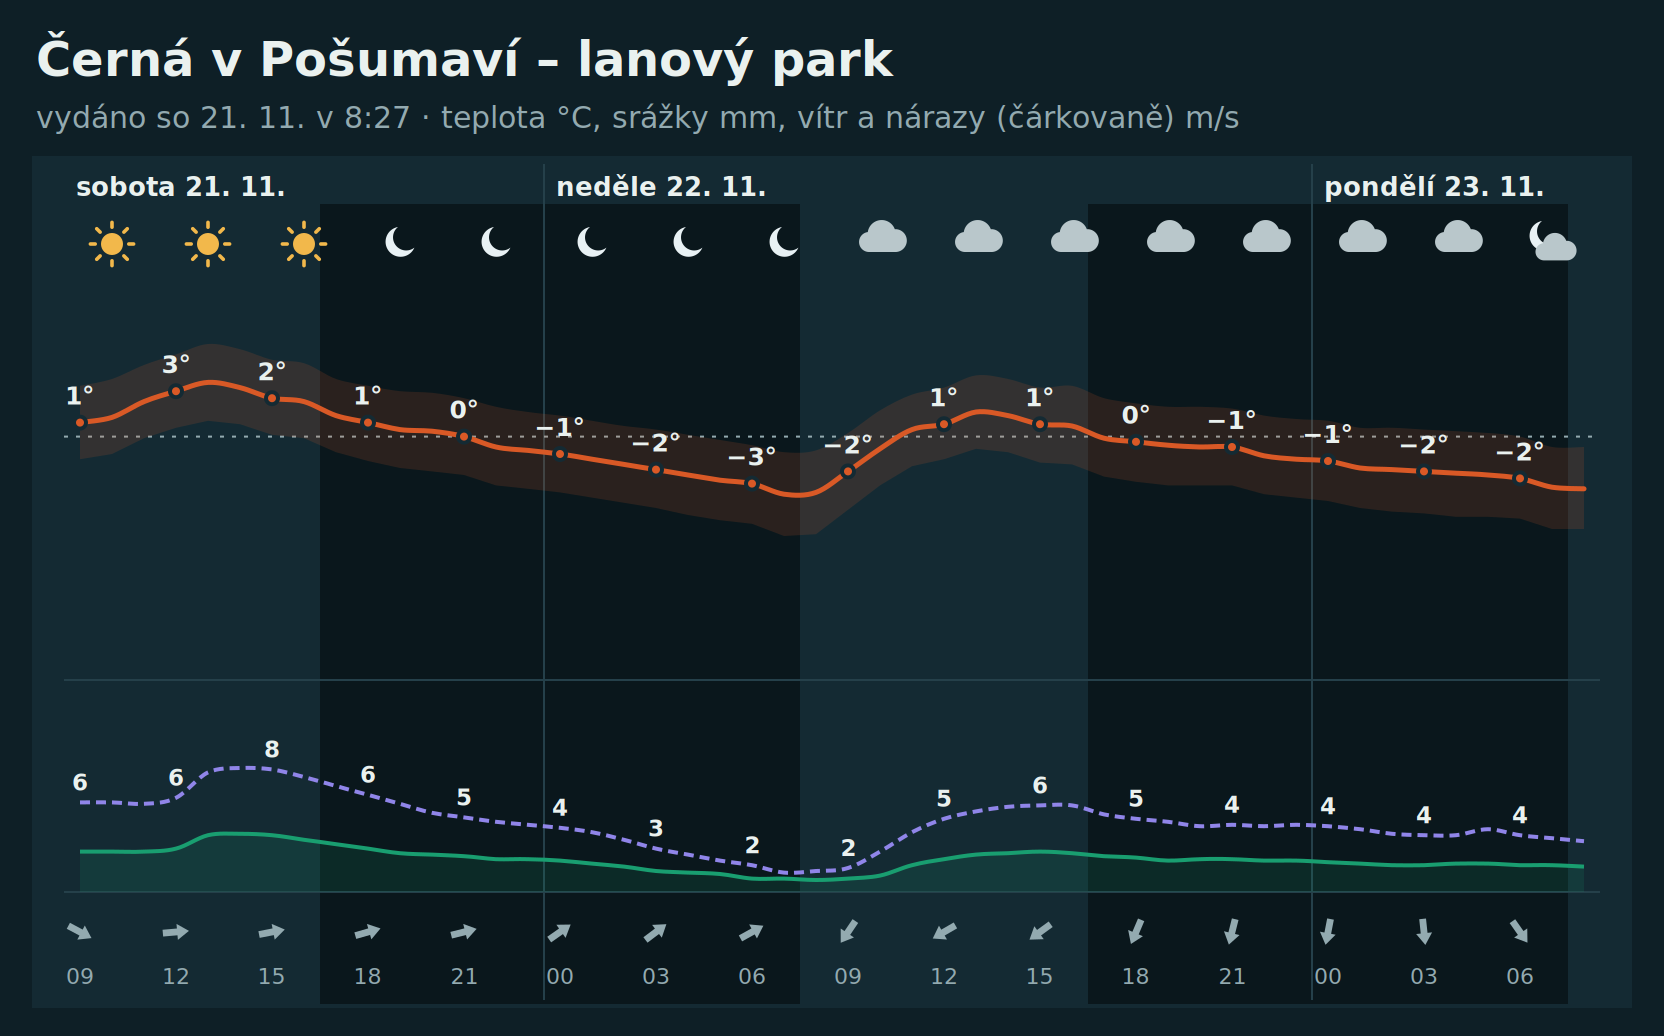 Černá v Pošumaví – lanový park
vydáno so 21. 11. v 8:27 · teplota °C, srážky mm, vítr a nárazy (čárkovaně) m/s
sobota 21. 11. neděle 22. 11. pondělí 23. 11.
1° 3° 2° 1° 0° −1° −2° −3° −2° 1° 1° 0° −1° −1° −2° −2°
6 6 8 6 5 4 3 2 2 5 6 5 4 4 4 4
09 12 15 18 21 00 03 06 09 12 15 18 21 00 03 06